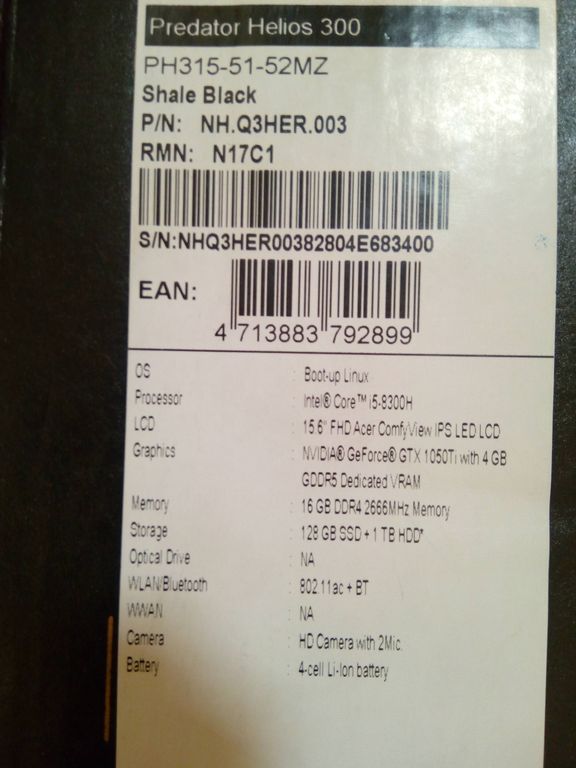 Predator Helios 300
PH315-51-52MZ
Shale Black
P/N: NH.Q3HER.003
RMN: N17C1
S/N:NHQ3HER00382804E683400
EAN:
4 713883 792899
OS : Boot-up Linux
Processor : Intel® Core™ i5-8300H
LCD : 15.6" FHD Acer ComfyView IPS LED LCD
Graphics : NVIDIA® GeForce® GTX 1050Ti with 4 GB
GDDR5 Dedicated VRAM
Memory : 16 GB DDR4 2666MHz Memory
Storage : 128 GB SSD + 1 TB HDD*
Optical Drive : NA
WLAN/Bluetooth : 802.11ac + BT
WWAN : NA
Camera : HD Camera with 2Mic.
Battery : 4-cell Li-Ion battery